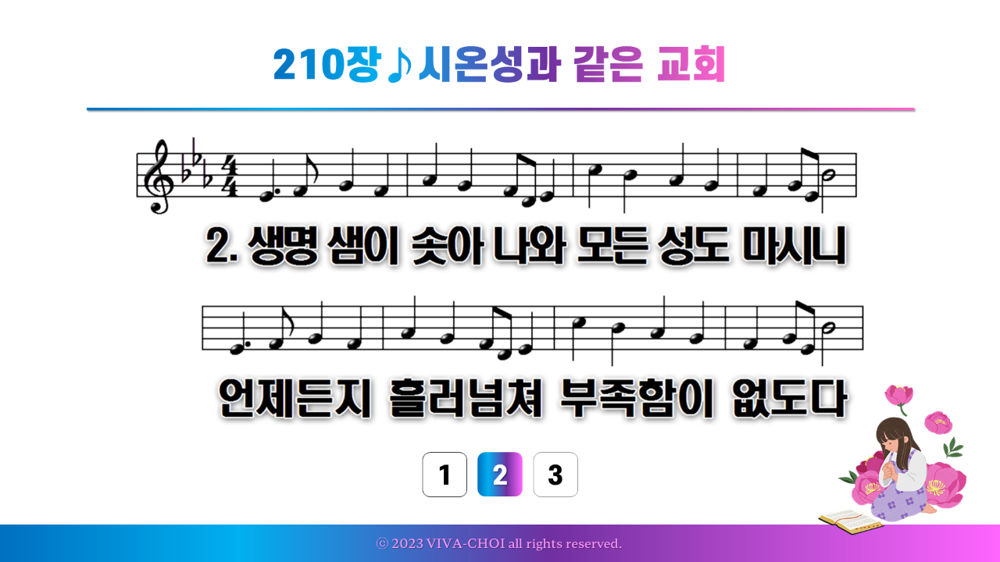 210장♪시온성과 같은 교회
2. 생명 샘이 솟아 나와 모든 성도 마시니
언제든지 흘러넘쳐 부족함이 없도다
1 2 3
ⓒ 2023 VIVA-CHOI all rights reserved.